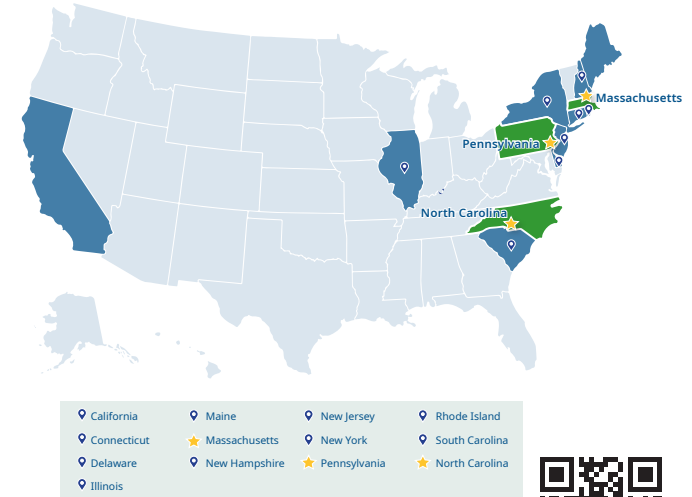 Massachusetts
Pennsylvania
North Carolina
California Maine New Jersey Rhode Island
Connecticut Massachusetts New York South Carolina
Delaware New Hampshire Pennsylvania North Carolina
Illinois